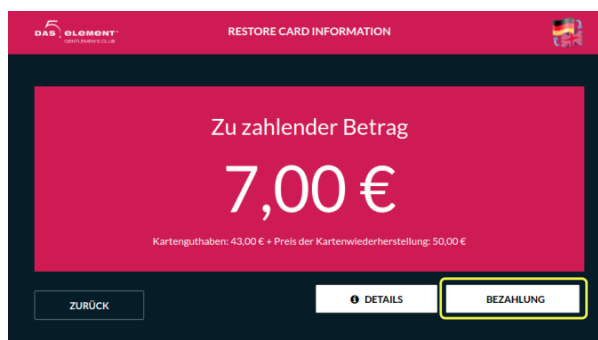 5
DAS element
GENTLEMEN'S CLUB
RESTORE CARD INFORMATION
Zu zahlender Betrag
7,00 €
Kartenguthaben: 43,00 € + Preis der Kartenwiederherstellung: 50,00 €
ZURÜCK
DETAILS
BEZAHLUNG